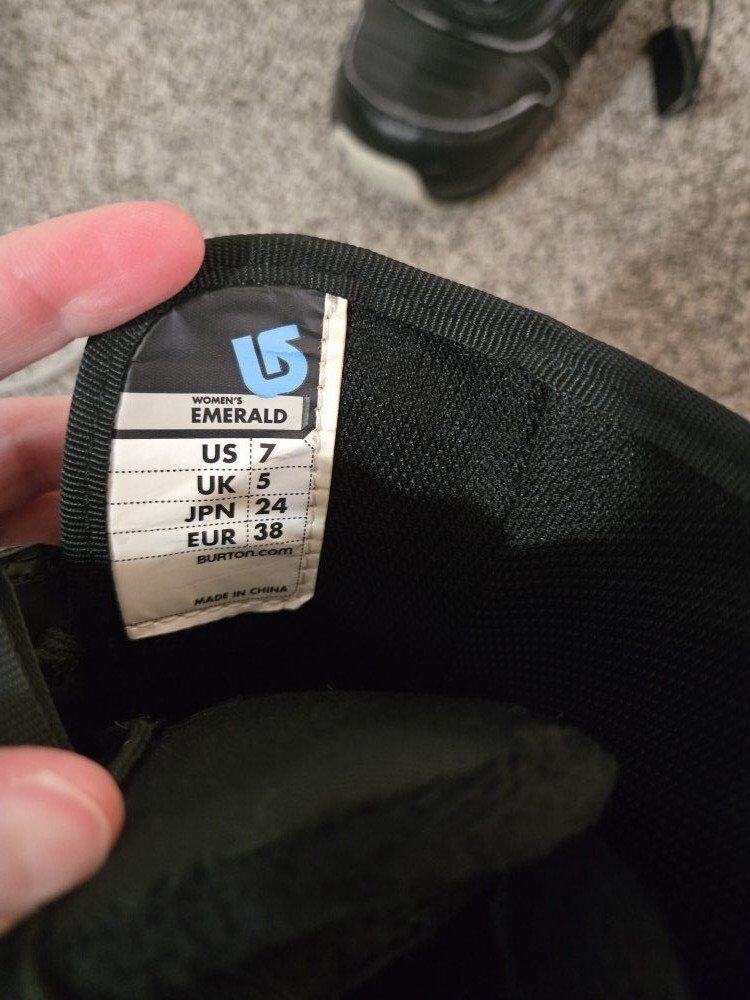 WOMEN'S
EMERALD
US 7
UK 5
JPN 24
EUR 38
BURTON.COM
MADE IN CHINA